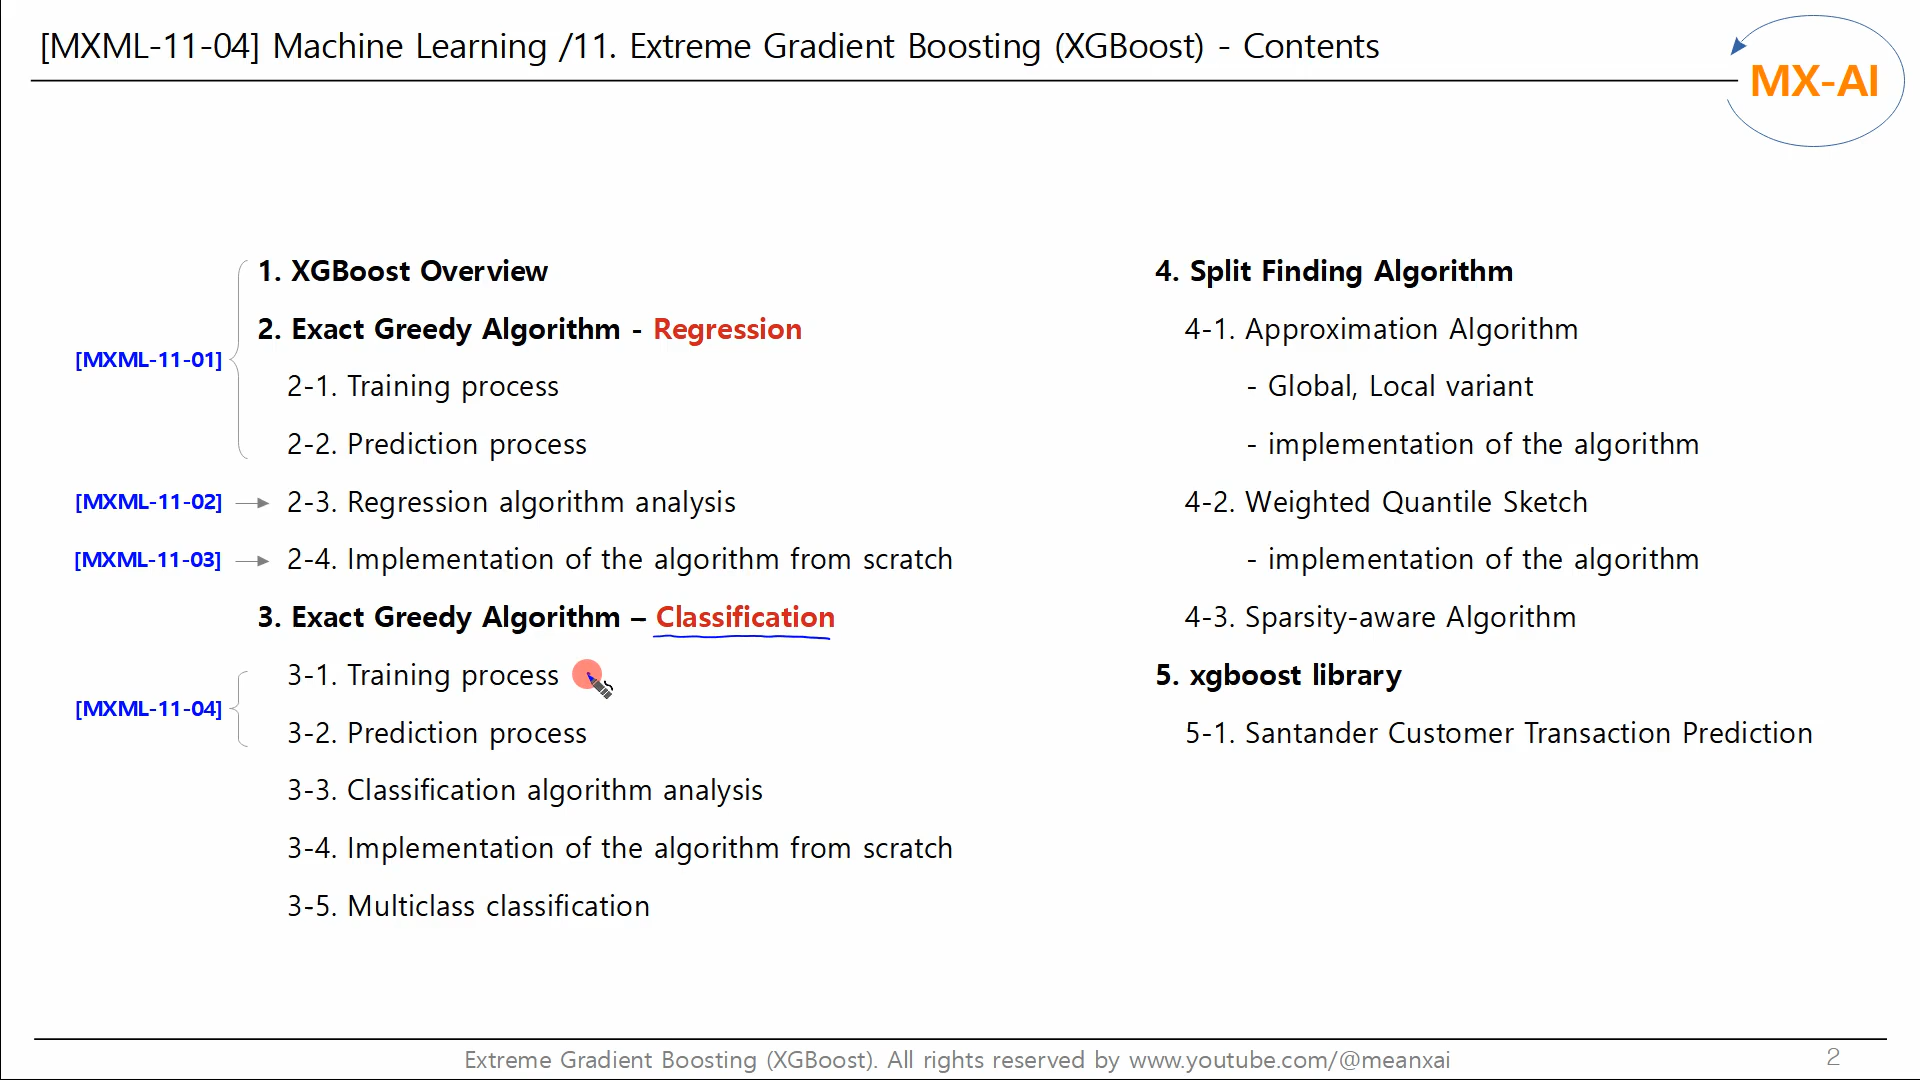 [MXML-11-04] Machine Learning /11. Extreme Gradient Boosting (XGBoost) - Contents
MX-AI
1. XGBoost Overview
2. Exact Greedy Algorithm - Regression
[MXML-11-01]
2-1. Training process
2-2. Prediction process
[MXML-11-02]
2-3. Regression algorithm analysis
[MXML-11-03]
2-4. Implementation of the algorithm from scratch
3. Exact Greedy Algorithm – Classification
3-1. Training process
[MXML-11-04]
3-2. Prediction process
3-3. Classification algorithm analysis
3-4. Implementation of the algorithm from scratch
3-5. Multiclass classification
4. Split Finding Algorithm
4-1. Approximation Algorithm
- Global, Local variant
- implementation of the algorithm
4-2. Weighted Quantile Sketch
- implementation of the algorithm
4-3. Sparsity-aware Algorithm
5. xgboost library
5-1. Santander Customer Transaction Prediction
Extreme Gradient Boosting (XGBoost). All rights reserved by www.youtube.com/@meanxai
2